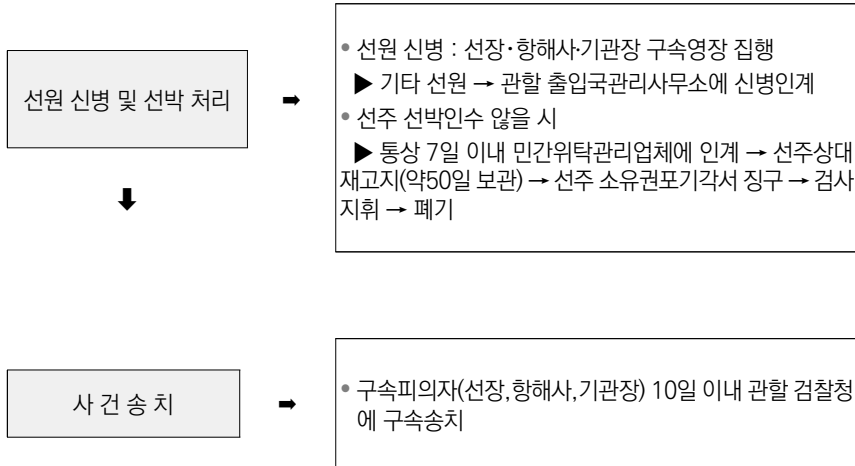 선원 신병 및 선박 처리
➡
• 선원 신병 : 선장·항해사·기관장 구속영장 집행
▶ 기타 선원 → 관할 출입국관리사무소에 신병인계
• 선주 선박인수 않을 시
▶ 통상 7일 이내 민간위탁관리업체에 인계 → 선주상대
재고지(약50일 보관) → 선주 소유권포기각서 징구 → 검사
지휘 → 폐기
⬇
사 건 송 치
➡
• 구속피의자(선장,항해사,기관장) 10일 이내 관할 검찰청
에 구속송치